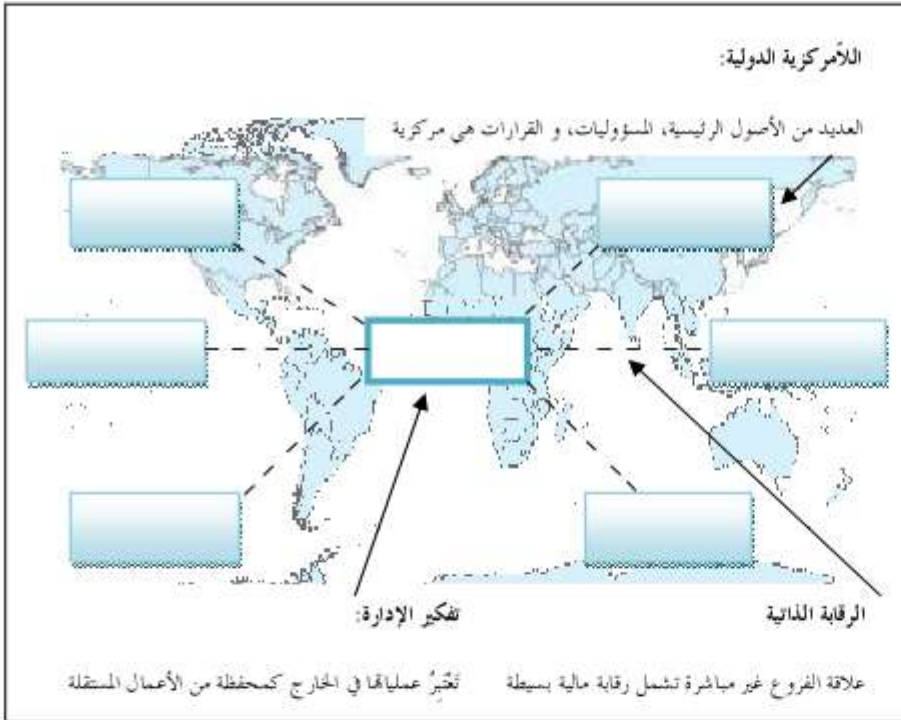 اللاّمركزية الدولية:
العديد من الأصول الرئيسية، المسؤوليات، و القرارات هي مركزية
الرقابة الذاتية
تفكير الإدارة:
علاقة الفروع غير مباشرة تشمل رقابة مالية بسيطة
تَعْتَبِرُ عملياتها في الخارج كمحفظة من الأعمال المستقلة